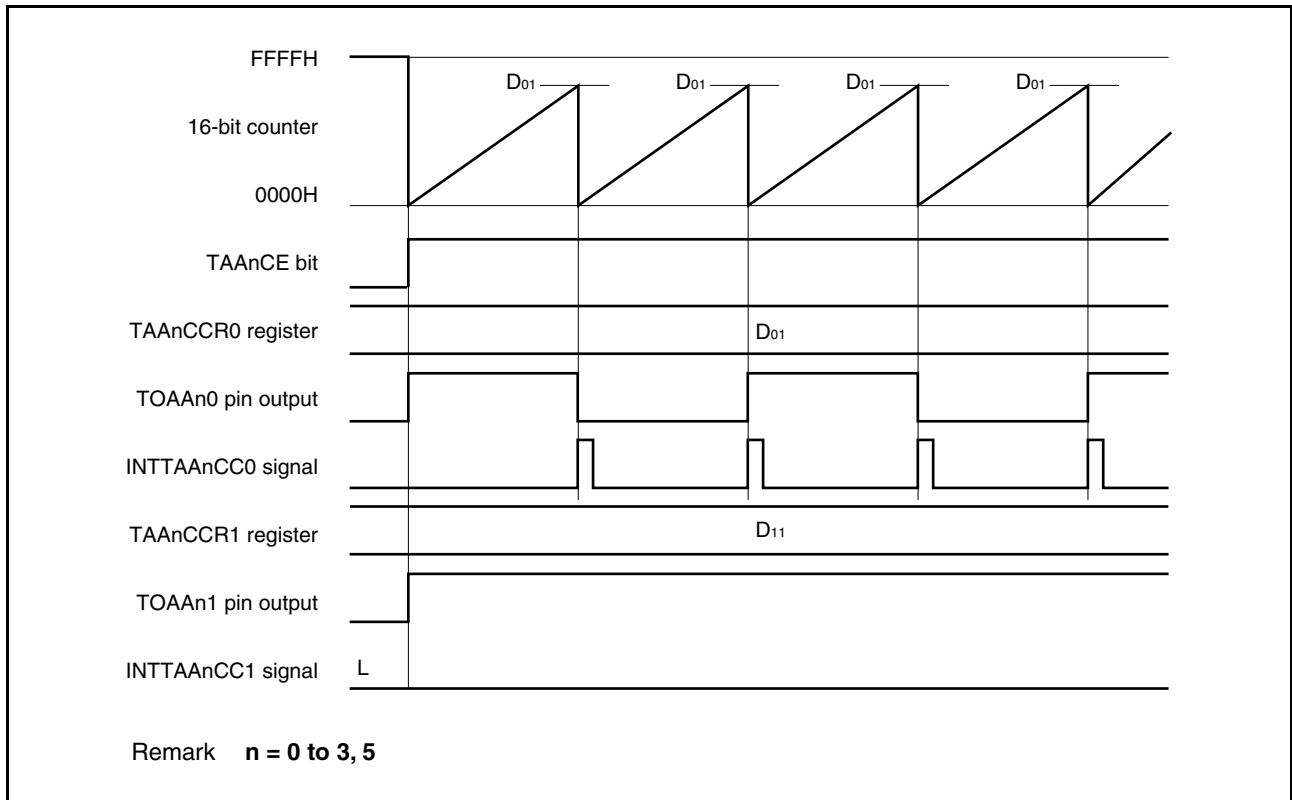 FFFFH
D01 D01 D01 D01
16-bit counter
0000H
TAAnCE bit
TAAnCCR0 register
D01
TOAAn0 pin output
INTTAAnCC0 signal
TAAnCCR1 register
D11
TOAAn1 pin output
INTTAAnCC1 signal
L
Remark n = 0 to 3, 5